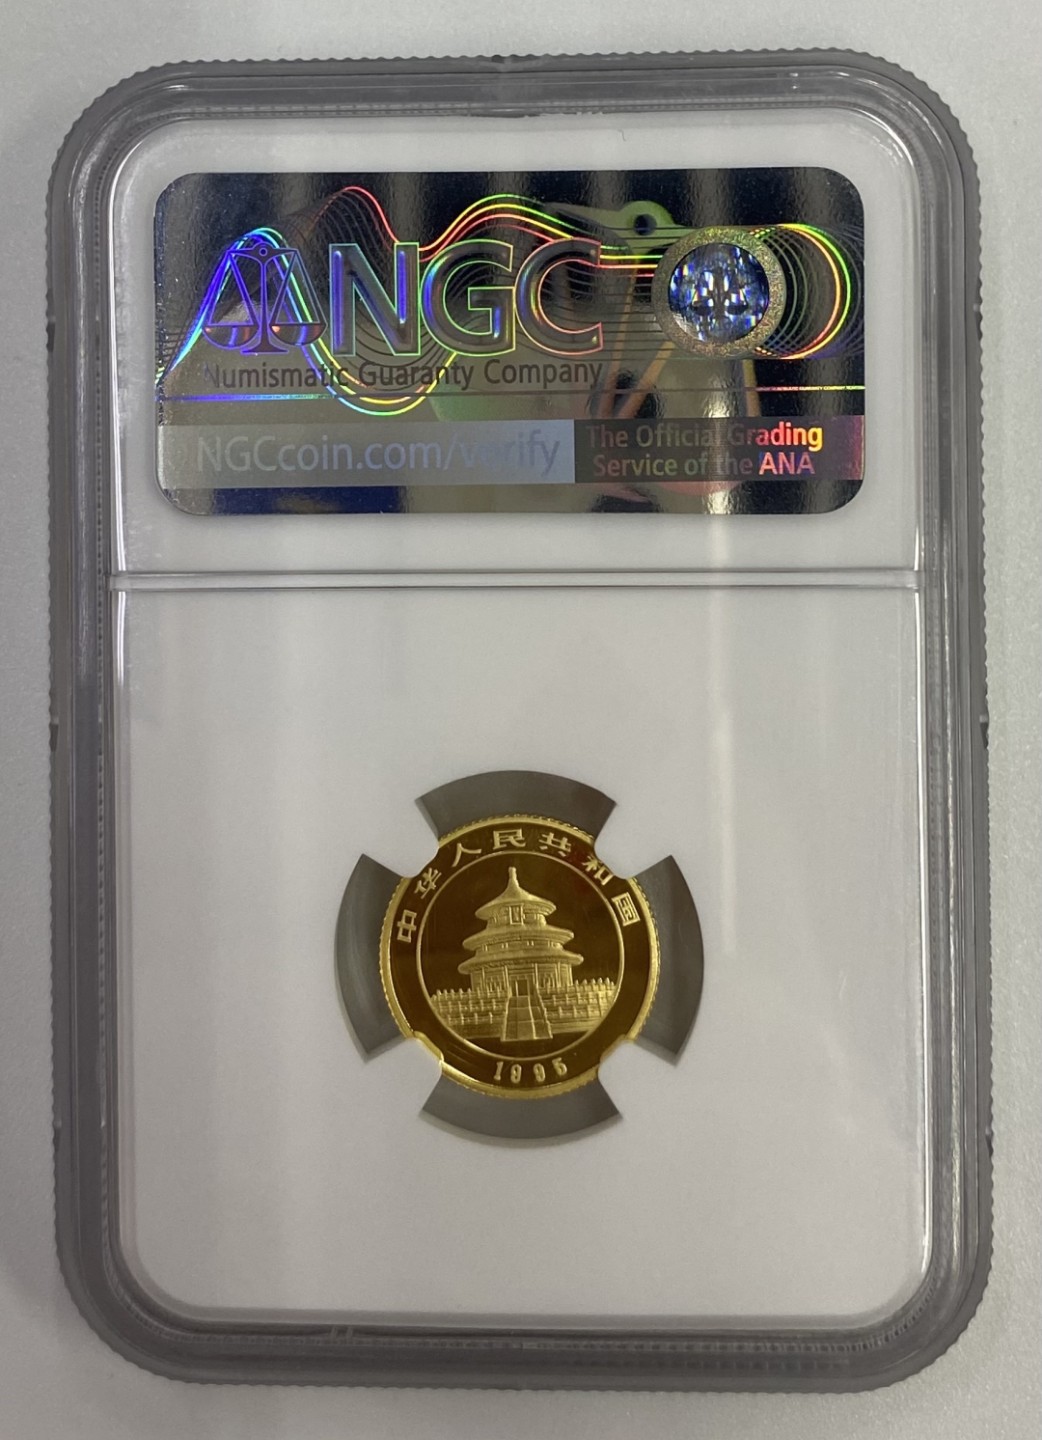 NGC
Numismatic Guaranty Company
NGCcoin.com/verify
The Official Grading
Service of the ANA
中华人民共和国
1995